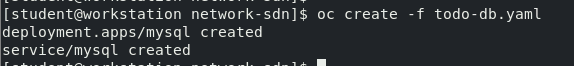 [student@workstation network-sdn]$ oc create -f todo-db.yaml
deployment.apps/mysql created
service/mysql created
[student@workstation network-sdn]$